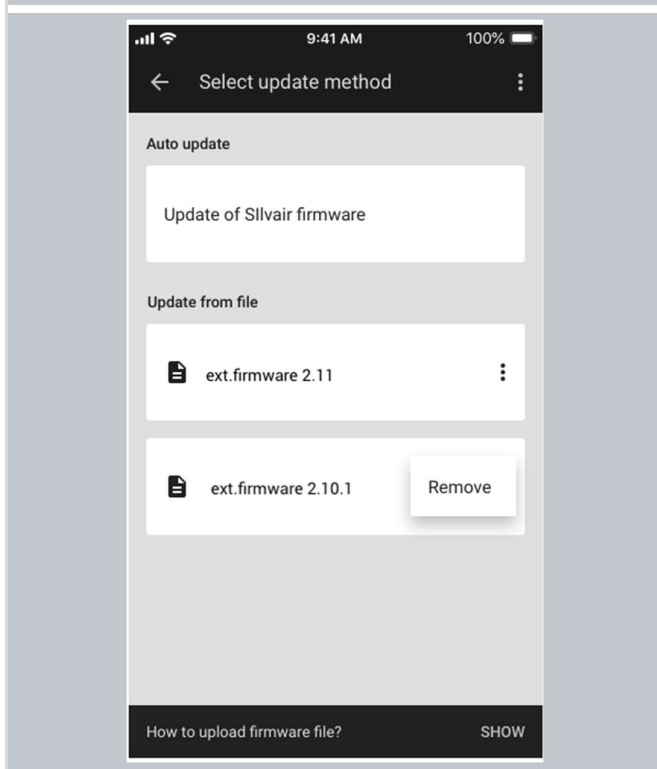 9:41 AM 100%
Select update method
Auto update
Update of SIlvair firmware
Update from file
ext.firmware 2.11
ext.firmware 2.10.1 Remove
How to upload firmware file? SHOW